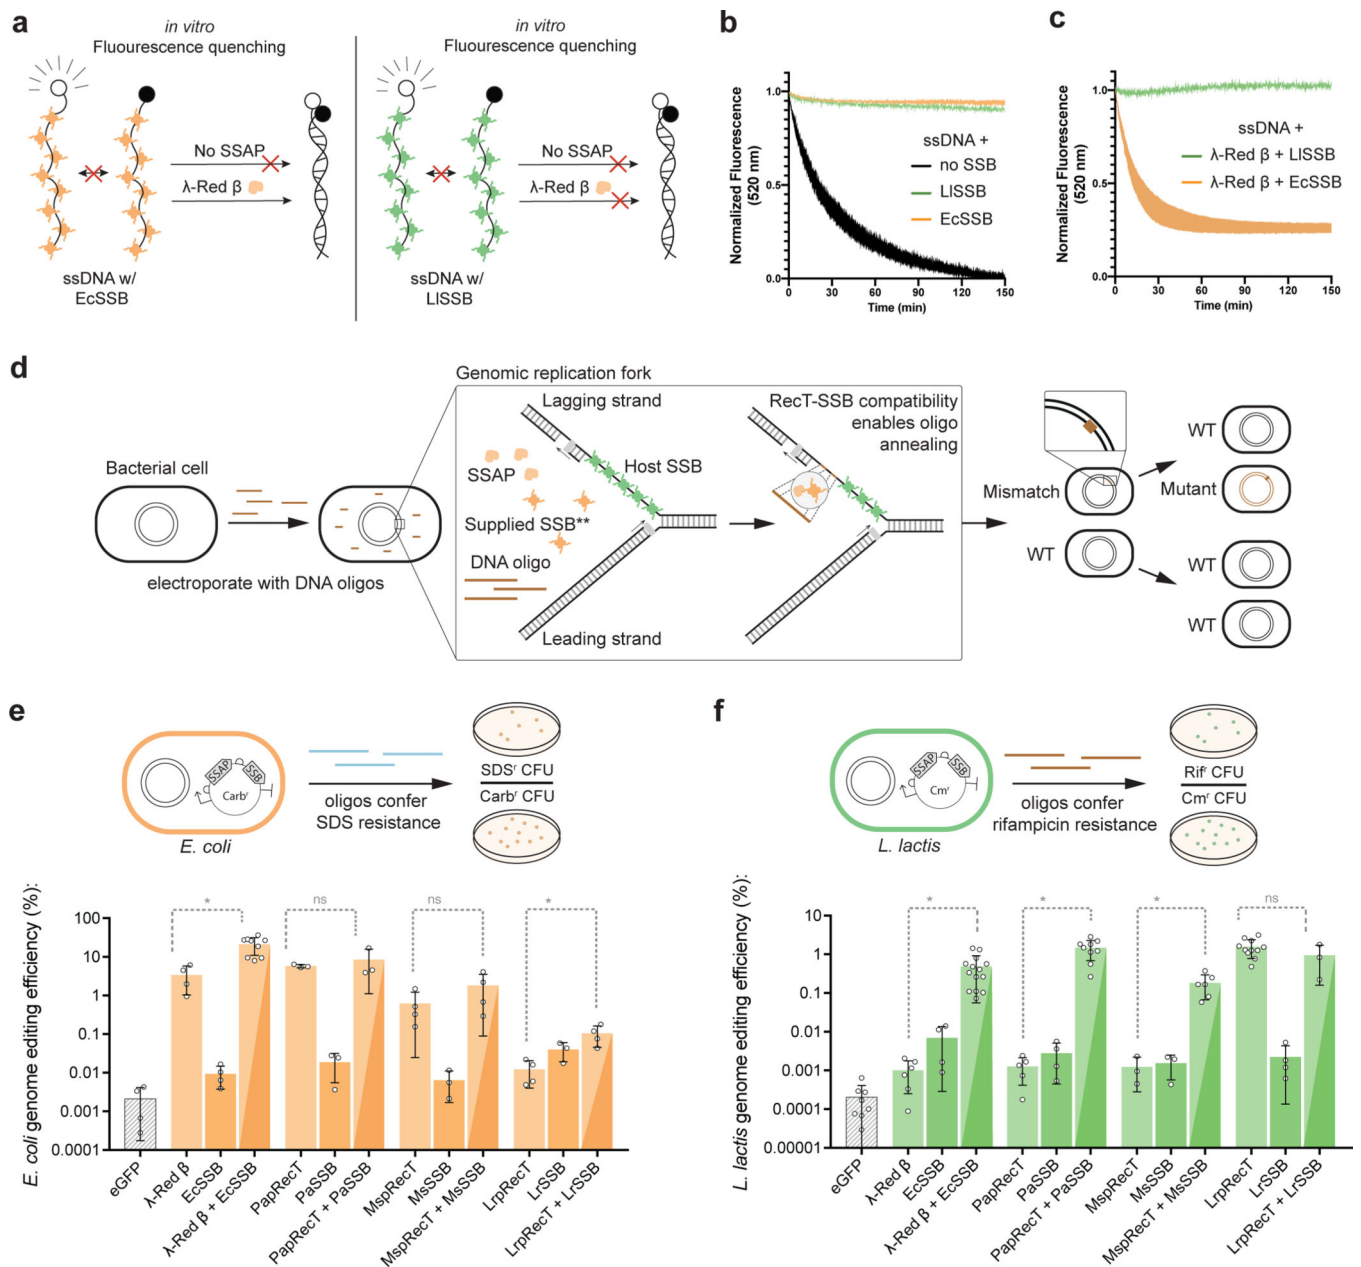 a
in vitro
Fluourescence quenching
in vitro
Fluourescence quenching
No SSAP
λ-Red β
ssDNA w/
EcSSB
No SSAP
λ-Red β
ssDNA w/
LlSSB
b
Normalized Fluorescence
(520 nm)
1.0
0.5
1.0
ssDNA +
no SSB
LlSSB
EcSSB
0 30 60 90 120 150
Time (min)
c
Normalized Fluorescence
(520 nm)
1.0
0.5
1.0
ssDNA +
λ-Red β + LlSSB
λ-Red β + EcSSB
0 30 60 90 120 150
Time (min)
d
Bacterial cell
electroporate with DNA oligos
Genomic replication fork
Lagging strand
SSAP
Host SSB
Supplied SSB**
DNA oligo
Leading strand
RecT-SSB compatibility
enables oligo
annealing
Mismatch
WT
WT
Mutant
WT
WT
e
SSAP
SSB
Carbʳ
E. coli
oligos confer
SDS resistance
SDSʳ CFU
Carbʳ CFU
E. coli genome editing efficiency (%):
100
10
1
0.1
0.01
0.001
0.0001
*
ns
ns
*
eGFP
λ-Red β
EcSSB
λ-Red β + EcSSB
PapRecT
PaSSB
PapRecT + PaSSB
MspRecT
MsSSB
MspRecT + MsSSB
LrpRecT
LrSSB
LrpRecT + LrSSB
f
SSAP
SSB
Cmʳ
L. lactis
oligos confer
rifampicin resistance
Rifʳ CFU
Cmʳ CFU
L. lactis genome editing efficiency (%):
10
1
0.1
0.01
0.001
0.0001
0.00001
*
*
*
ns
eGFP
λ-Red β
EcSSB
λ-Red β + EcSSB
PapRecT
PaSSB
PapRecT + PaSSB
MspRecT
MsSSB
MspRecT + MsSSB
LrpRecT
LrSSB
LrpRecT + LrSSB